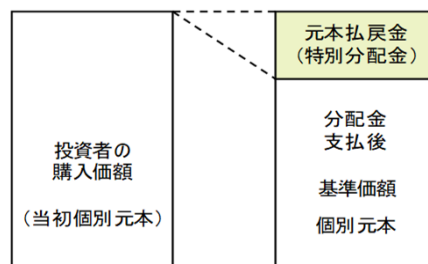 投資者の
購入価額
（当初個別元本）
元本払戻金
（特別分配金）
分配金
支払後
基準価額
個別元本